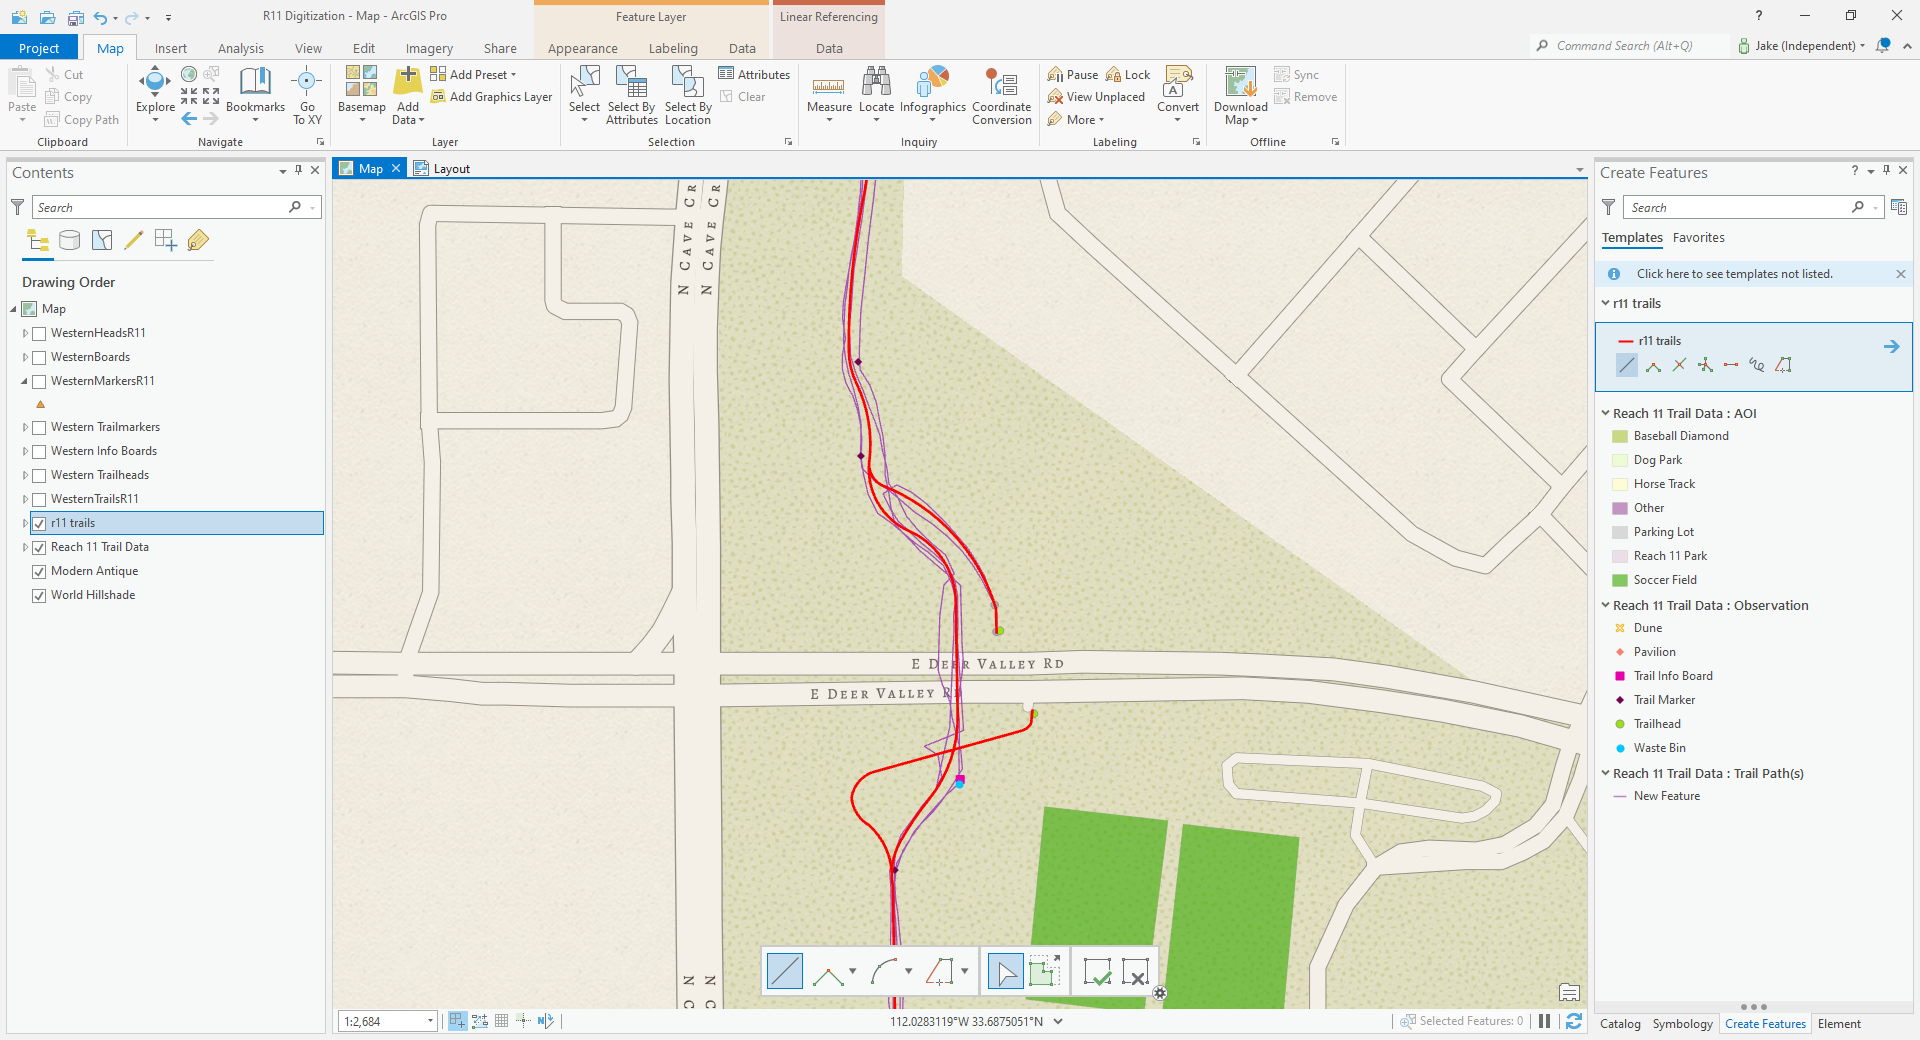 R11 Digitization - Map - ArcGIS Pro
Feature Layer
Linear Referencing
?
Project
Map
Insert
Analysis
View
Edit
Imagery
Share
Appearance
Labeling
Data
Data
Command Search (Alt+Q)
Jake (Independent)
Paste
Cut
Copy
Copy Path
Clipboard
Explore
Bookmarks
Go
To XY
Navigate
Basemap
Add
Data
Add Preset
Add Graphics Layer
Layer
Select
Select By
Attributes
Select By
Location
Attributes
Clear
Selection
Measure
Locate
Infographics
Coordinate
Conversion
Inquiry
Pause
Lock
View Unplaced
More
Convert
Labeling
Download
Map
Sync
Remove
Offline
Contents
Search
Drawing Order
Map
WesternHeadsR11
WesternBoards
WesternMarkersR11
Western Trailmarkers
Western Info Boards
Western Trailheads
WesternTrailsR11
r11 trails
Reach 11 Trail Data
Modern Antique
World Hillshade
Map
Layout
N CAVE CR
N CAVE CR
E DEER VALLEY RD
E DEER VALLEY RD
N C
N C
1:2,684
112.0283119°W 33.6875051°N
Selected Features: 0
Create Features
?
Search
Templates
Favorites
Click here to see templates not listed.
r11 trails
r11 trails
Reach 11 Trail Data : AOI
Baseball Diamond
Dog Park
Horse Track
Other
Parking Lot
Reach 11 Park
Soccer Field
Reach 11 Trail Data : Observation
Dune
Pavilion
Trail Info Board
Trail Marker
Trailhead
Waste Bin
Reach 11 Trail Data : Trail Path(s)
New Feature
Catalog
Symbology
Create Features
Element